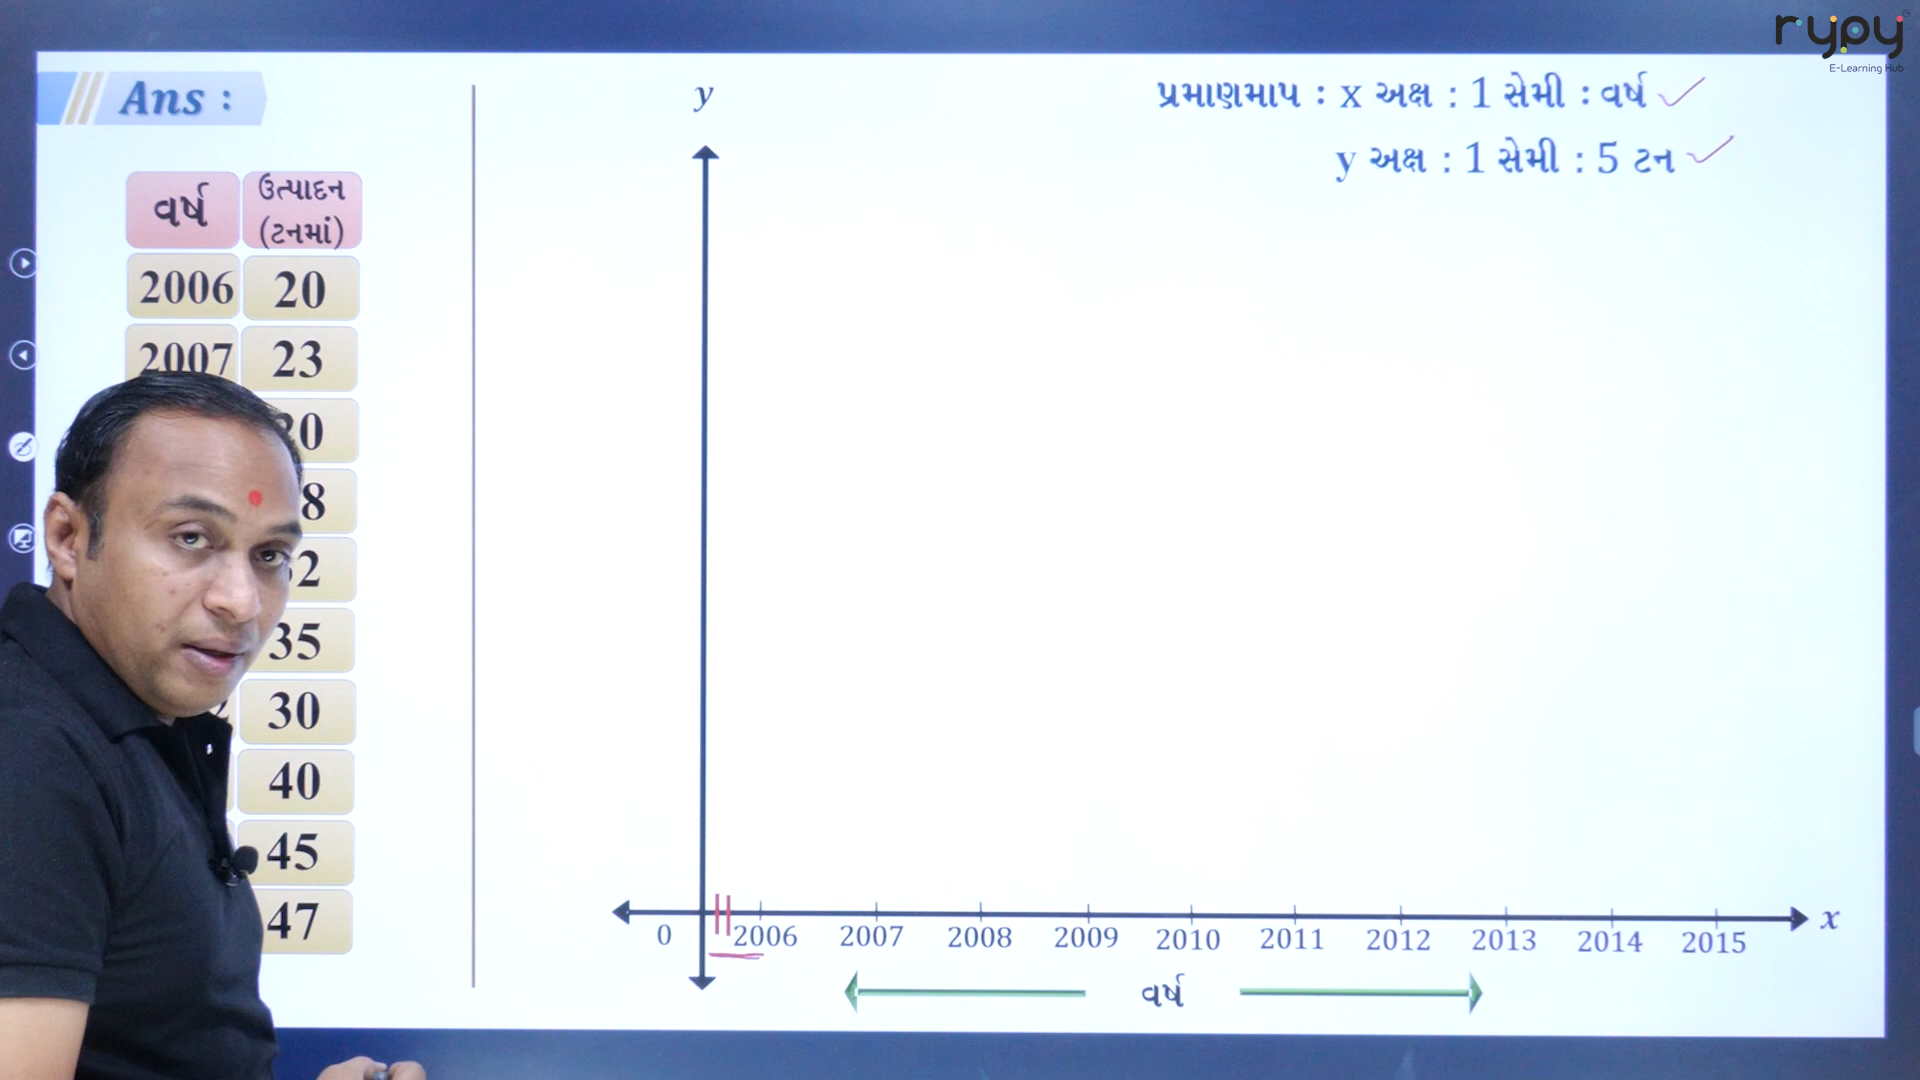 rypy
E-Learning Hub
Ans :
વર્ષ ઉત્પાદન (ટનમાં)
2006 20
2007 23
35
30
40
45
47
y
પ્રમાણમાપ : x અક્ષ : 1 સેમી : વર્ષ
y અક્ષ : 1 સેમી : 5 ટન
0 2006 2007 2008 2009 2010 2011 2012 2013 2014 2015 x
વર્ષ